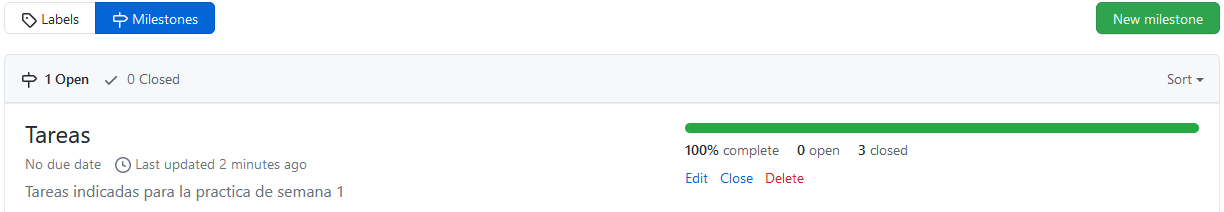 Labels Milestones New milestone
1 Open 0 Closed Sort
Tareas
No due date Last updated 2 minutes ago
Tareas indicadas para la practica de semana 1
100% complete 0 open 3 closed
Edit Close Delete